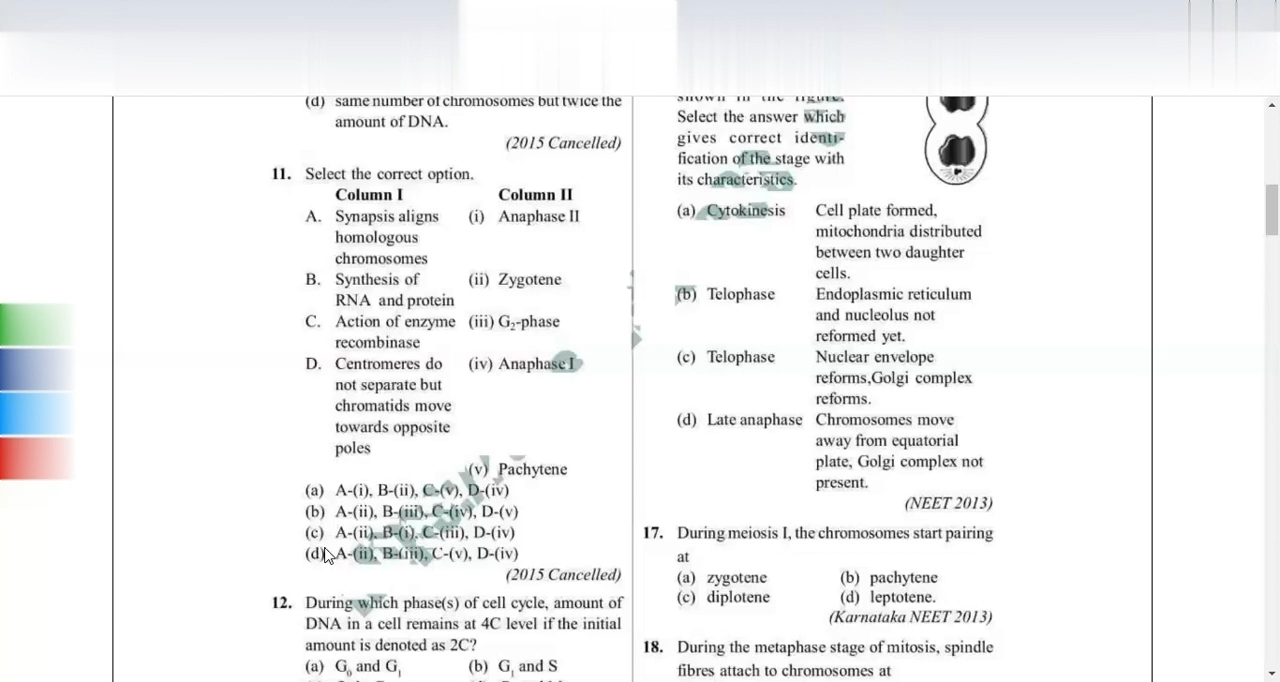 (d) same number of chromosomes but twice the
amount of DNA.
(2015 Cancelled)
11. Select the correct option.
Column I Column II
A. Synapsis aligns (i) Anaphase II
homologous
chromosomes
B. Synthesis of (ii) Zygotene
RNA and protein
C. Action of enzyme (iii) G₂-phase
recombinase
D. Centromeres do (iv) Anaphase I
not separate but
chromatids move
towards opposite
poles
(v) Pachytene
(a) A-(i), B-(ii), C-(v), D-(iv)
(b) A-(ii), B-(iii), C-(iv), D-(v)
(c) A-(ii), B-(i), C-(iii), D-(iv)
(d) A-(ii), B-(iii), C-(v), D-(iv)
(2015 Cancelled)
12. During which phase(s) of cell cycle, amount of
DNA in a cell remains at 4C level if the initial
amount is denoted as 2C?
(a) G₀ and G₁ (b) G₁ and S
shown in the figure.
Select the answer which
gives correct identi-
fication of the stage with
its characteristics.
(a) Cytokinesis Cell plate formed,
mitochondria distributed
between two daughter
cells.
(b) Telophase Endoplasmic reticulum
and nucleolus not
reformed yet.
(c) Telophase Nuclear envelope
reforms,Golgi complex
reforms.
(d) Late anaphase Chromosomes move
away from equatorial
plate, Golgi complex not
present.
(NEET 2013)
17. During meiosis I, the chromosomes start pairing
at
(a) zygotene (b) pachytene
(c) diplotene (d) leptotene.
(Karnataka NEET 2013)
18. During the metaphase stage of mitosis, spindle
fibres attach to chromosomes at